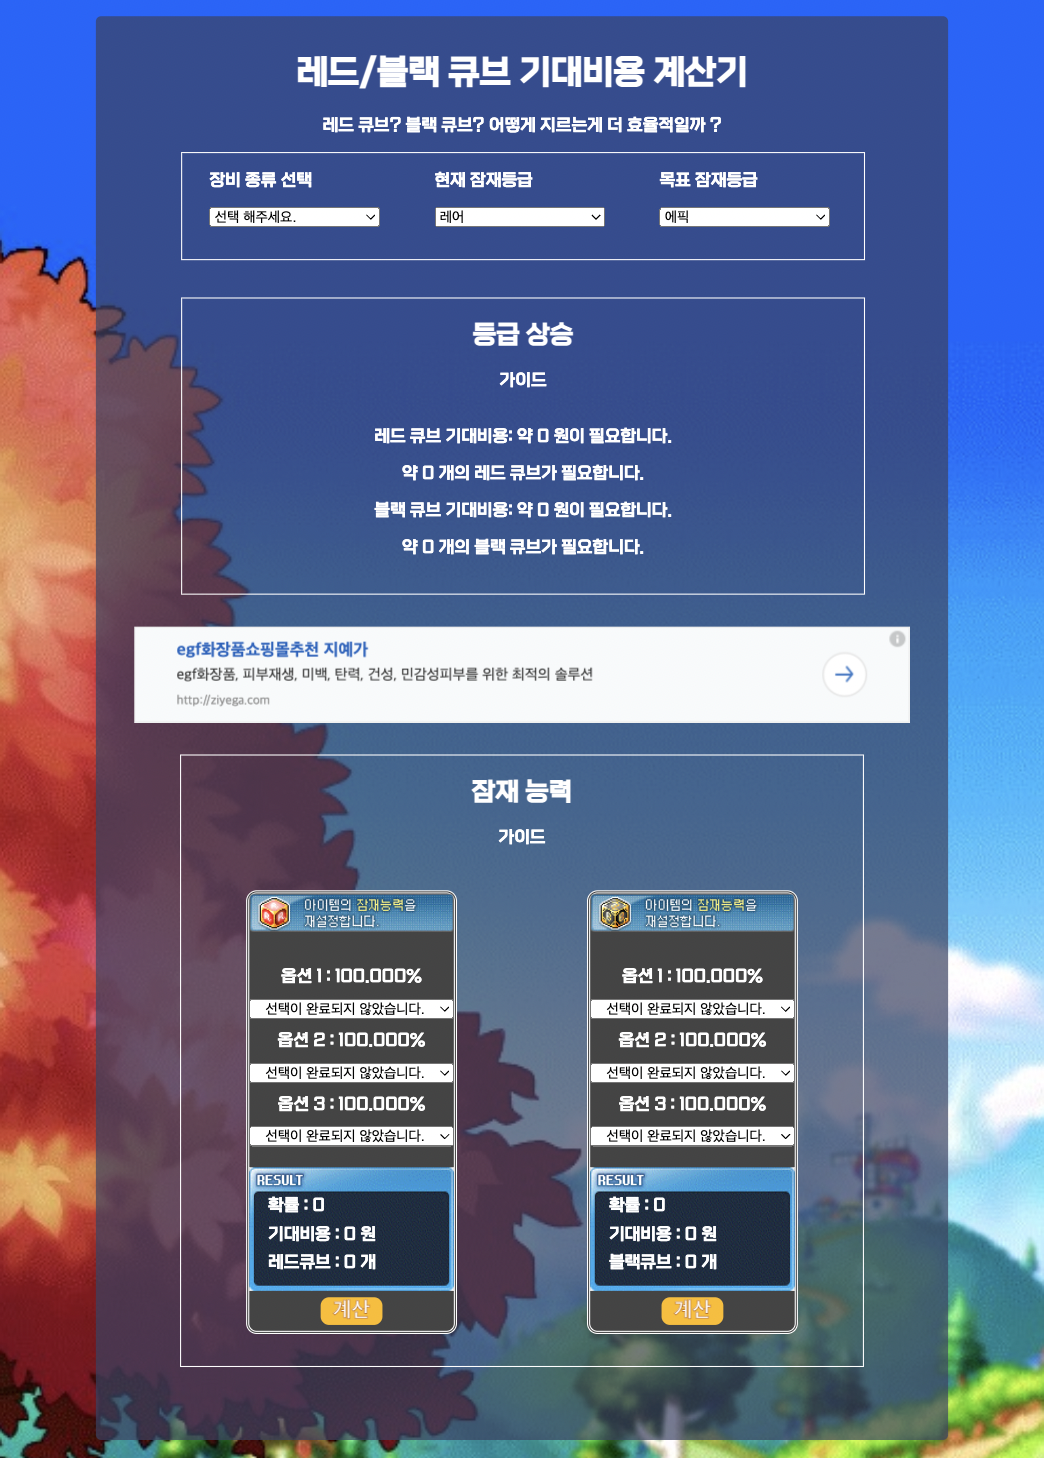 레드/블랙 큐브 기대비용 계산기
레드 큐브? 블랙 큐브? 어떻게 지르는게 더 효율적일까 ?
장비 종류 선택
현재 잠재등급
목표 잠재등급
선택 해주세요.
레어
에픽
등급 상승
가이드
레드 큐브 기대비용: 약 0 원이 필요합니다.
약 0 개의 레드 큐브가 필요합니다.
블랙 큐브 기대비용: 약 0 원이 필요합니다.
약 0 개의 블랙 큐브가 필요합니다.
egf화장품쇼핑몰추천 지예가
egf화장품, 피부재생, 미백, 탄력, 건성, 민감성피부를 위한 최적의 솔루션
http://ziyega.com
잠재 능력
가이드
아이템의 잠재능력을
재설정합니다.
옵션 1 : 100.000%
선택이 완료되지 않았습니다.
옵션 2 : 100.000%
선택이 완료되지 않았습니다.
옵션 3 : 100.000%
선택이 완료되지 않았습니다.
RESULT
확률 : 0
기대비용 : 0 원
레드큐브 : 0 개
계산
아이템의 잠재능력을
재설정합니다.
옵션 1 : 100.000%
선택이 완료되지 않았습니다.
옵션 2 : 100.000%
선택이 완료되지 않았습니다.
옵션 3 : 100.000%
선택이 완료되지 않았습니다.
RESULT
확률 : 0
기대비용 : 0 원
블랙큐브 : 0 개
계산